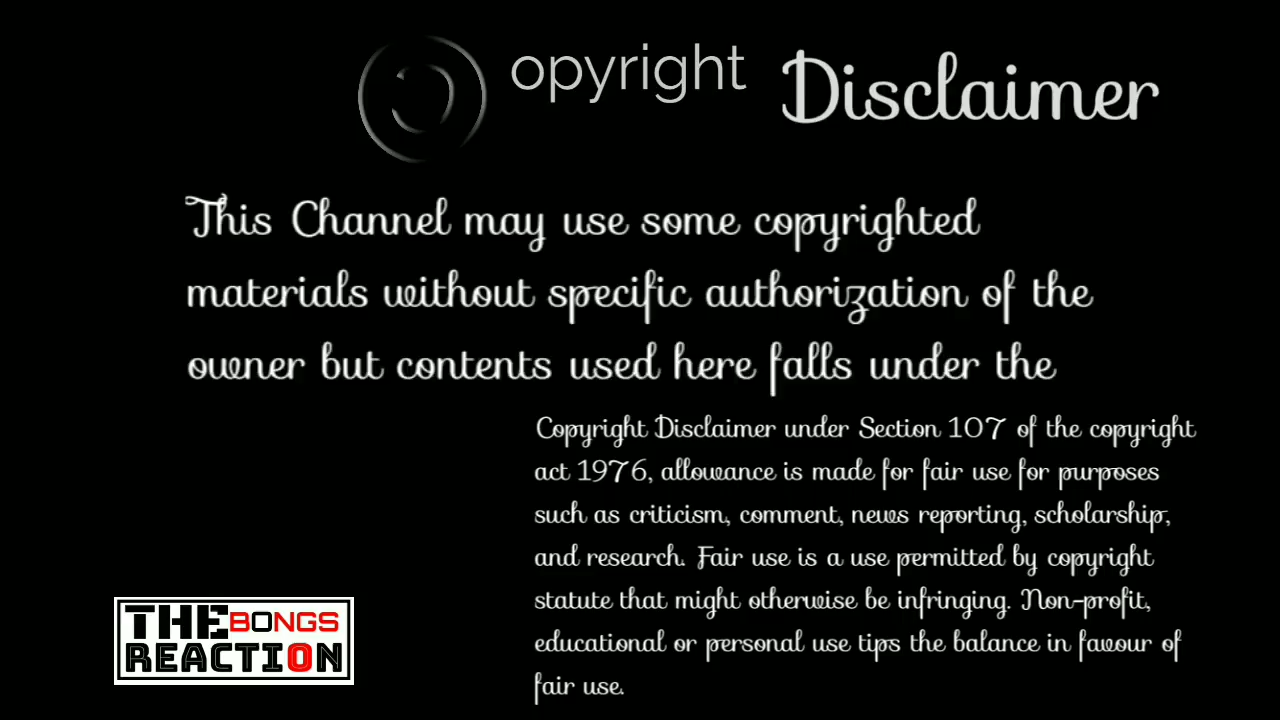 opyright Disclaimer
This Channel may use some copyrighted
materials without specific authorization of the
owner but contents used here falls under the
Copyright Disclaimer under Section 107 of the copyright
act 1976, allowance is made for fair use for purposes
such as criticism, comment, news reporting, scholarship,
and research. Fair use is a use permitted by copyright
statute that might otherwise be infringing. Non-profit,
educational or personal use tips the balance in favour of
fair use.
THE BONGS
REACTION